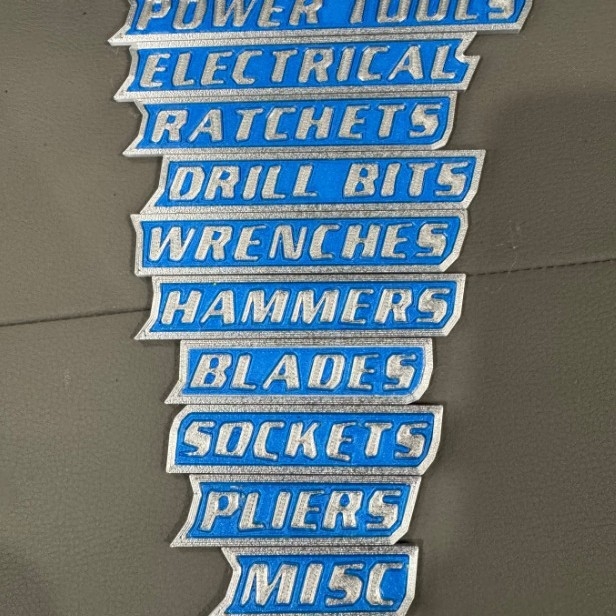 POWER TOOLS
ELECTRICAL
RATCHETS
DRILL BITS
WRENCHES
HAMMERS
BLADES
SOCKETS
PLIERS
MISC